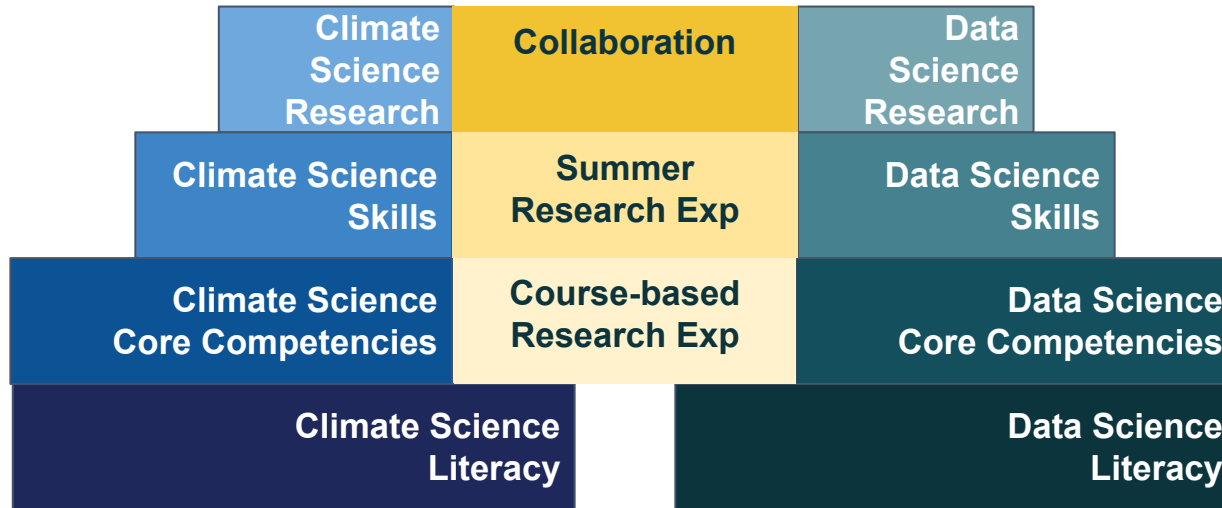 Climate
Science
Research
Collaboration
Data
Science
Research
Climate Science
Skills
Summer
Research Exp
Data Science
Skills
Climate Science
Core Competencies
Course-based
Research Exp
Data Science
Core Competencies
Climate Science
Literacy
Data Science
Literacy